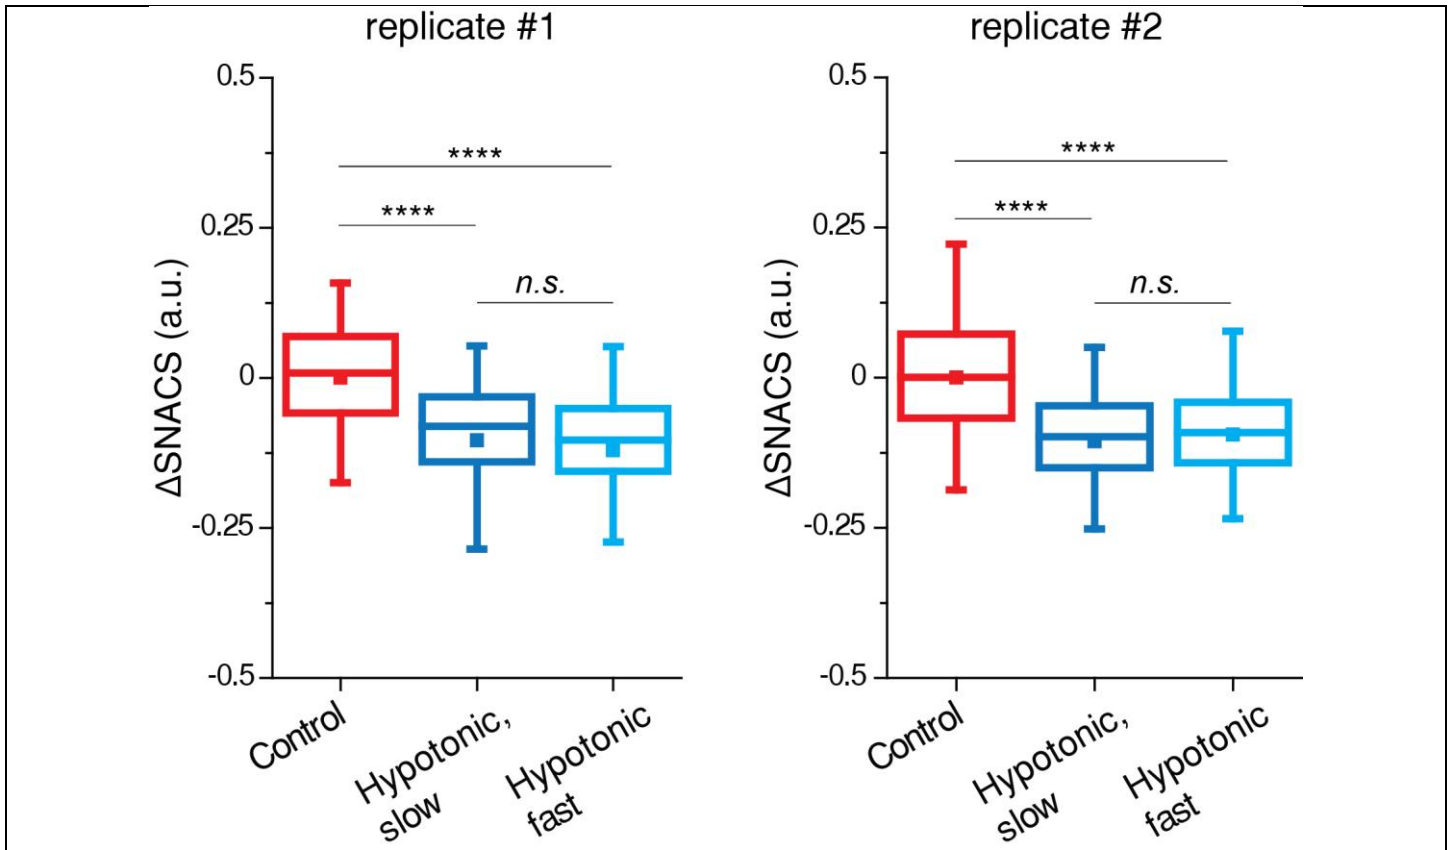 replicate #1
0.5
0.25
0
-0.25
-0.5
ΔSNACS (a.u.)
****
****
n.s.
Control
Hypotonic,
slow
Hypotonic
fast
replicate #2
0.5
0.25
0
-0.25
-0.5
ΔSNACS (a.u.)
****
****
n.s.
Control
Hypotonic,
slow
Hypotonic
fast